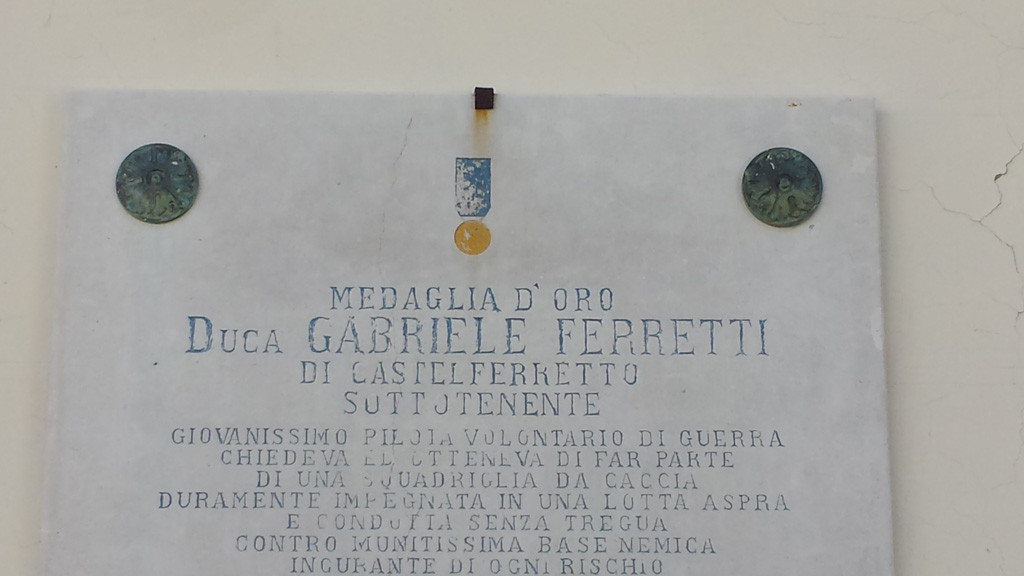 MEDAGLIA D'ORO
DUCA GABRIELE FERRETTI
DI CASTELFERRETTO
SOTTOTENENTE
GIOVANISSIMO PILOTA VOLONTARIO DI GUERRA
CHIEDEVA ED OTTENEVA DI FAR PARTE
DI UNA SQUADRIGLIA DA CACCIA
DURAMENTE IMPEGNATA IN UNA LOTTA ASPRA
E CONDOTTA SENZA TREGUA
CONTRO MUNITISSIMA BASE NEMICA
INCURANTE DI OGNI RISCHIO